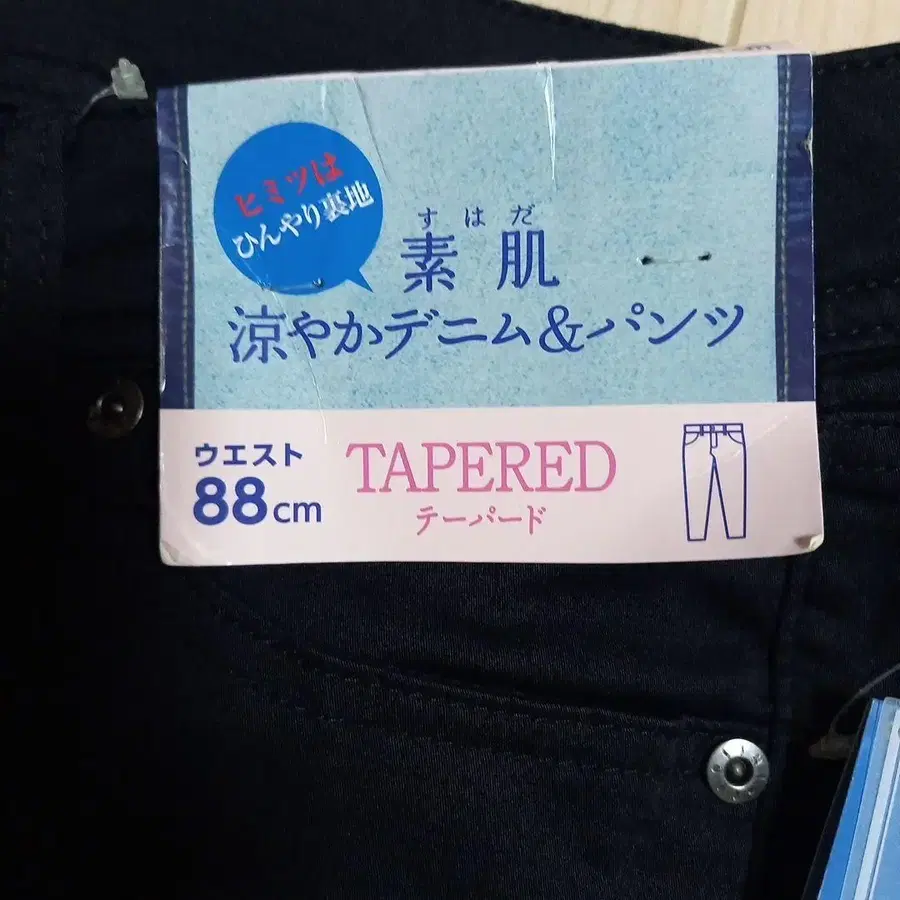 ヒミツは
ひんやり裏地
すはだ
素肌
涼やかデニム&パンツ
ウエスト
88cm
TAPERED
テーパード